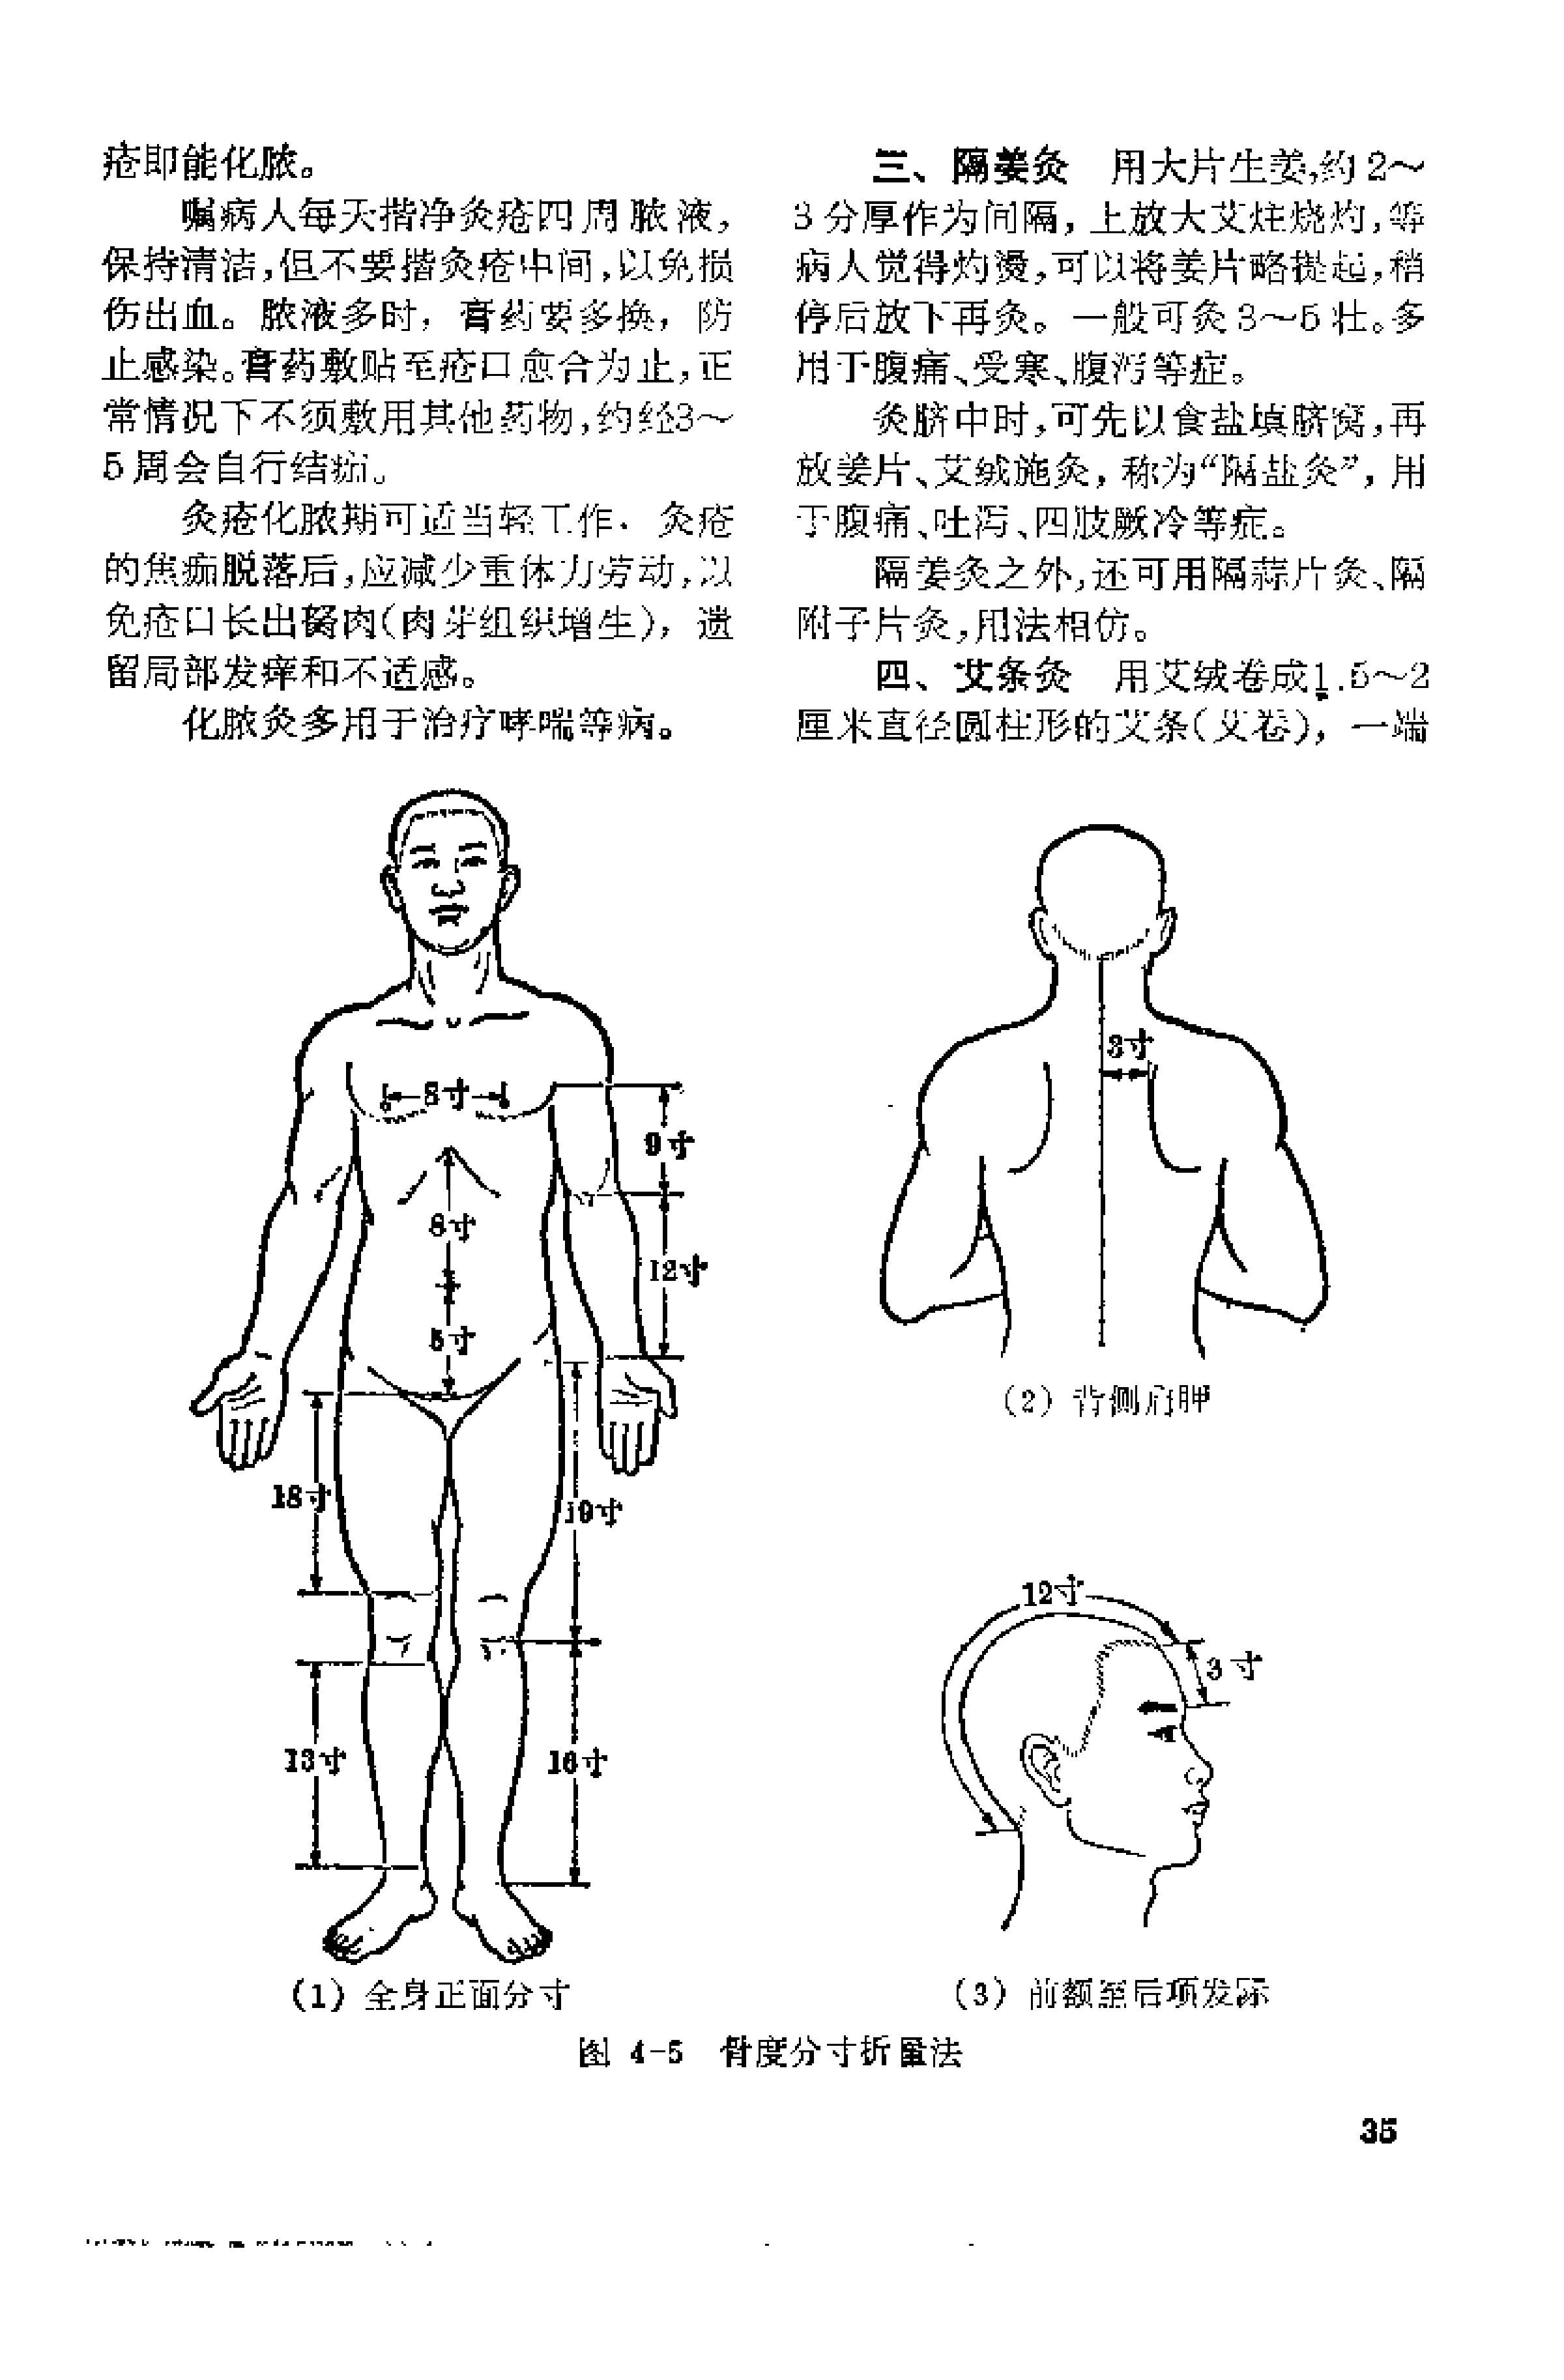 疮即能化脓。
嘱病人每天揩净灸疮四周脓液，
保持清洁，但不要揩灸疮中间，以免损
伤出血。脓液多时，膏药要多换，防
止感染。膏药敷贴至疮口愈合为止，正
常情况下不须敷用其他药物，约经3～
5周会自行结痂。
灸疮化脓期可适当轻工作．灸疮
的焦痂脱落后，应减少重体力劳动，以
免疮口长出胬肉（肉芽组织增生），遗
留局部发痒和不适感。
化脓灸多用于治疗哮喘等病。
三、隔姜灸　用大片生姜，约2～
3分厚作为间隔，上放大艾炷烧灼，等
病人觉得灼烫，可以将姜片略提起，稍
停后放下再灸。一般可灸3～5壮。多
用于腹痛、受寒、腹泻等症。
灸脐中时，可先以食盐填脐窝，再
放姜片、艾绒施灸，称为“隔盐灸”，用
于腹痛、吐泻、四肢厥冷等症。
隔姜灸之外，还可用隔蒜片灸、隔
附子片灸，用法相仿。
四、艾条灸　用艾绒卷成1.5～2
厘米直径圆柱形的艾条（艾卷），一端
8寸
9寸
8寸
12寸
5寸
18寸
19寸
13寸
16寸
（1）全身正面分寸
3寸
（2）背侧肩胛
12寸
3寸
（3）前额至后项发际
图 4-5　骨度分寸折量法
35